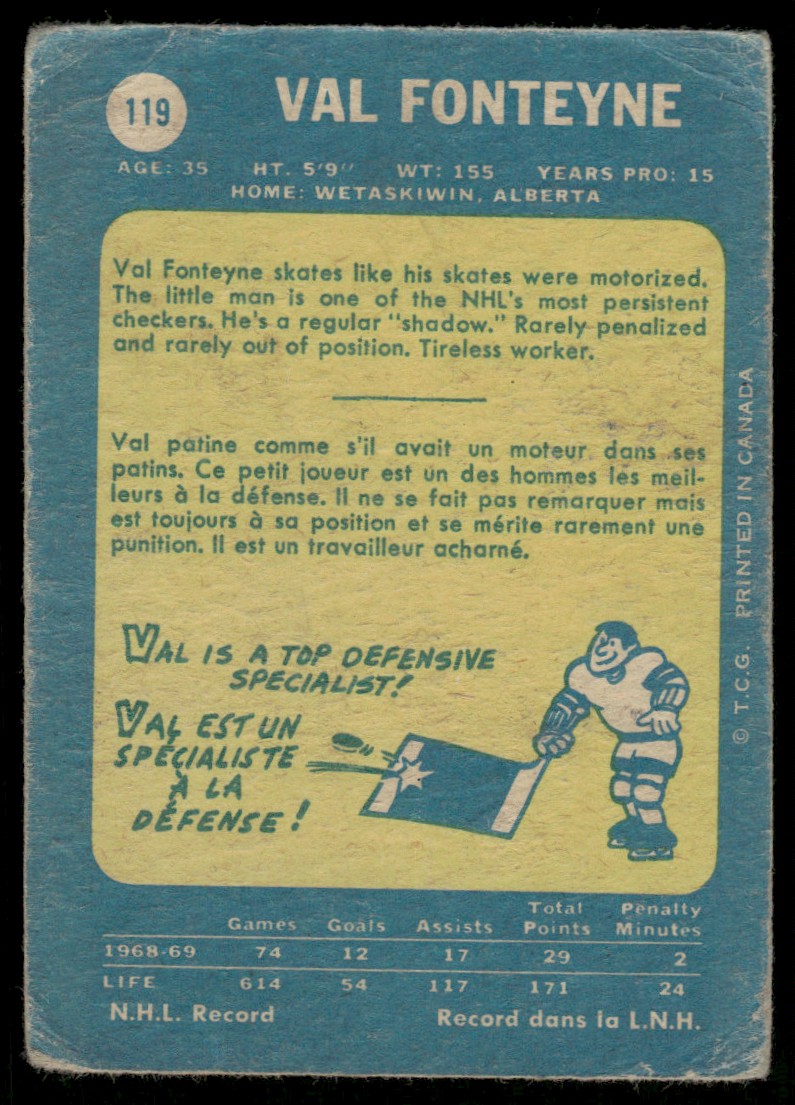 119
VAL FONTEYNE
AGE: 35 HT. 5'9" WT: 155 YEARS PRO: 15
HOME: WETASKIWIN, ALBERTA
Val Fonteyne skates like his skates were motorized.
The little man is one of the NHL's most persistent
checkers. He's a regular "shadow." Rarely penalized
and rarely out of position. Tireless worker.
Val patine comme s'il avait un moteur dans ses
patins. Ce petit joueur est un des hommes les meil-
leurs à la défense. Il ne se fait pas remarquer mais
est toujours à sa position et se mérite rarement une
punition. Il est un travailleur acharné.
VAL IS A TOP DEFENSIVE
SPECIALIST!
VAL EST UN
SPÉCIALISTE
À LA
DÉFENSE!
© T.C.G. PRINTED IN CANADA
Games Goals Assists Total Points Penalty Minutes
1968-69 74 12 17 29 2
LIFE 614 54 117 171 24
N.H.L. Record Record dans la L.N.H.